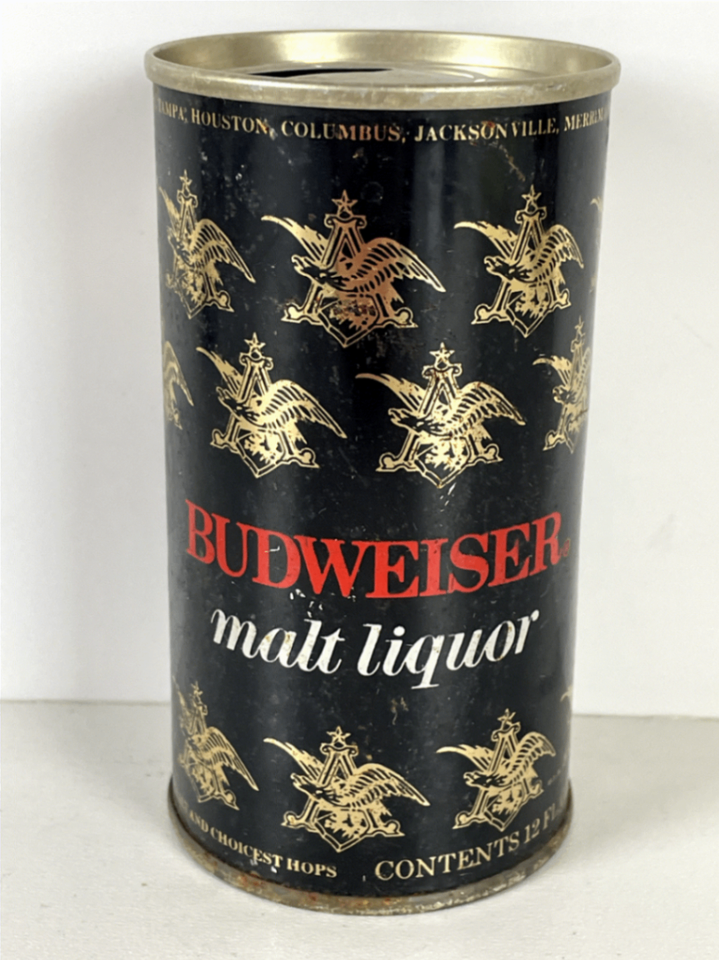 TAMPA, HOUSTON, COLUMBUS, JACKSONVILLE,
BUDWEISER®
malt liquor
AND CHOICEST HOPS
CONTENTS 12